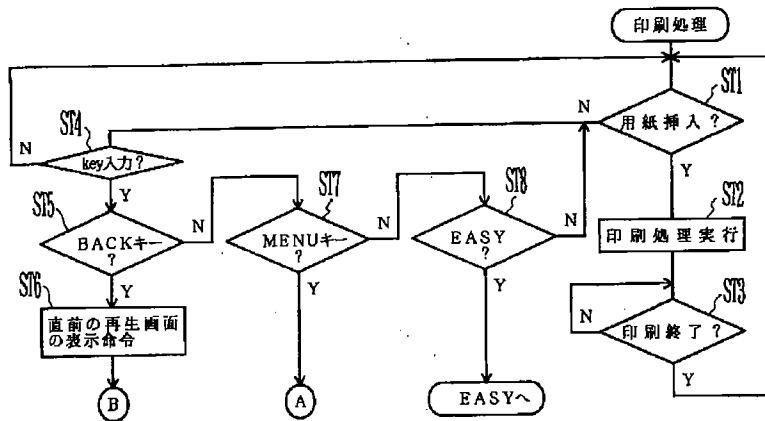 印刷処理
ST1
用紙挿入？
N
Y
ST2
印刷処理実行
ST3
印刷終了？
N
Y
ST4
key入力？
N
Y
ST5
BACKキー
？
N
Y
ST6
直前の再生画面
の表示命令
B
ST7
MENUキー
？
N
Y
A
ST8
EASY
？
N
Y
EASYへ